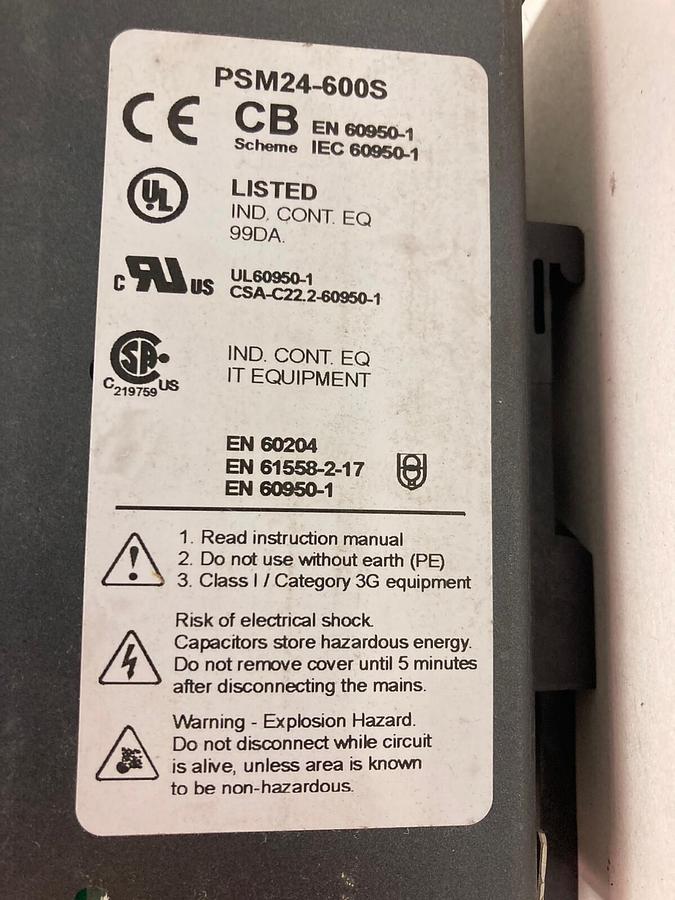 PSM24-600S
CE CB EN 60950-1
Scheme IEC 60950-1
UL LISTED
IND. CONT. EQ
99DA.
C RU US UL60950-1
CSA-C22.2-60950-1
SA
C 219759 US
IND. CONT. EQ
IT EQUIPMENT
EN 60204
EN 61558-2-17
EN 60950-1
1. Read instruction manual
2. Do not use without earth (PE)
3. Class I / Category 3G equipment
Risk of electrical shock.
Capacitors store hazardous energy.
Do not remove cover until 5 minutes
after disconnecting the mains.
Warning - Explosion Hazard.
Do not disconnect while circuit
is alive, unless area is known
to be non-hazardous.